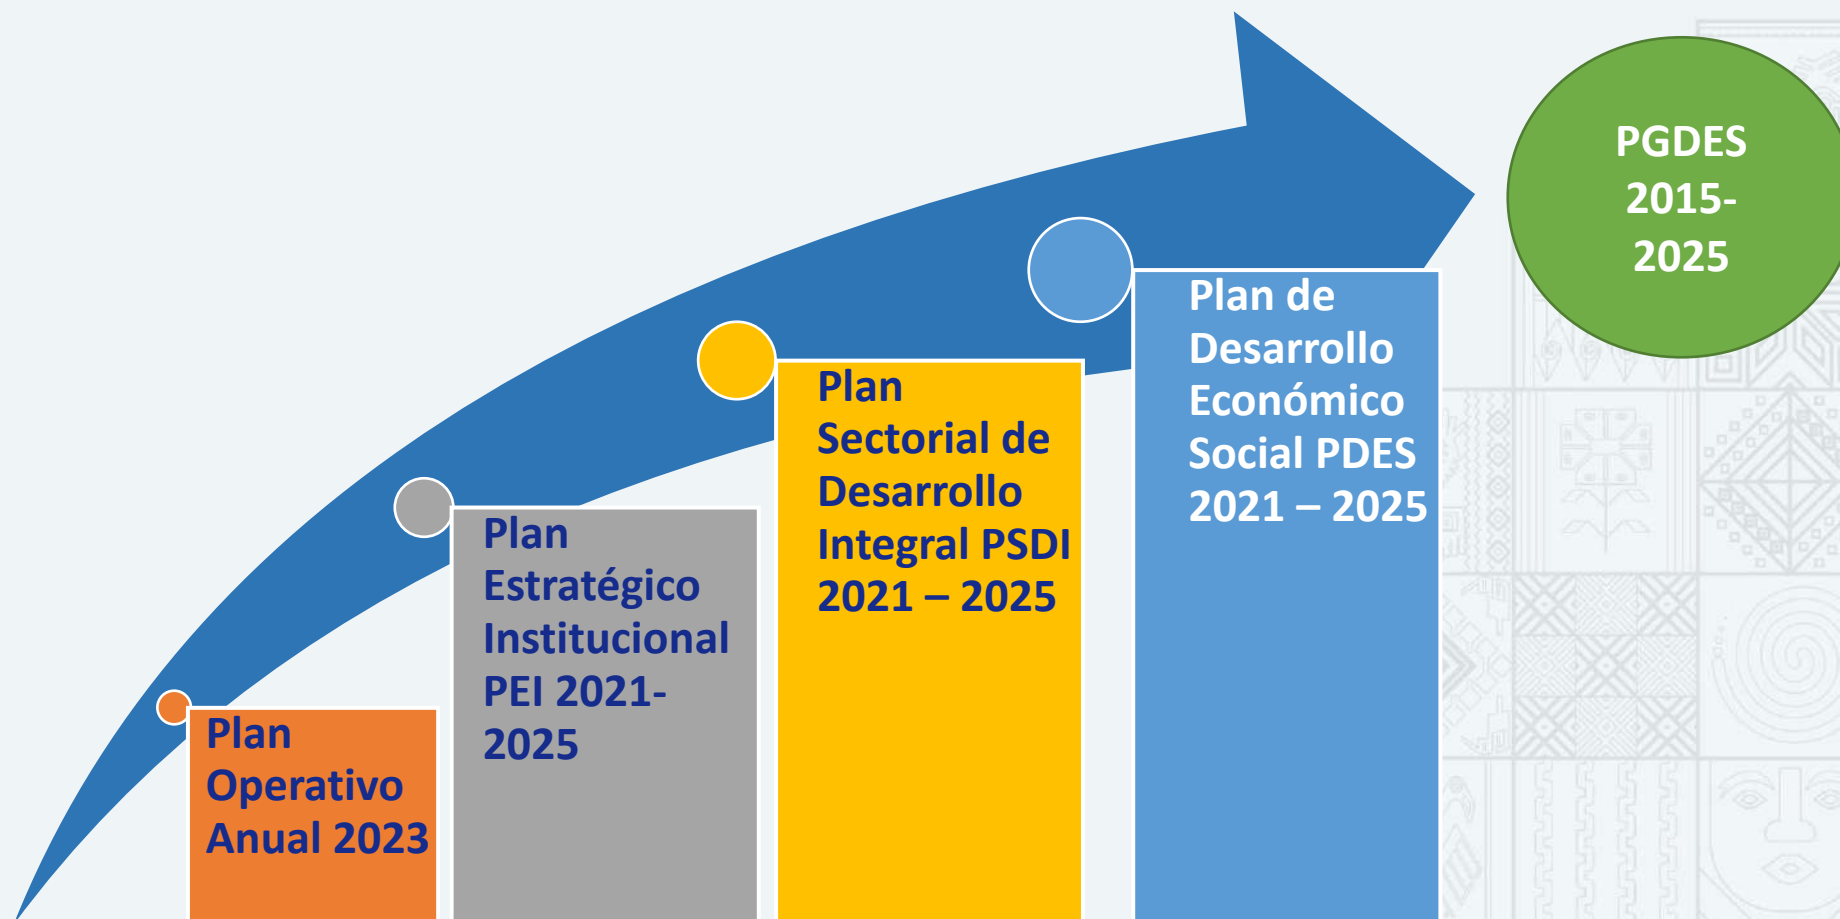 Plan
Operativo
Anual 2023
Plan
Estratégico
Institucional
PEI 2021-
2025
Plan
Sectorial de
Desarrollo
Integral PSDI
2021 – 2025
Plan de
Desarrollo
Económico
Social PDES
2021 – 2025
PGDES
2015-
2025